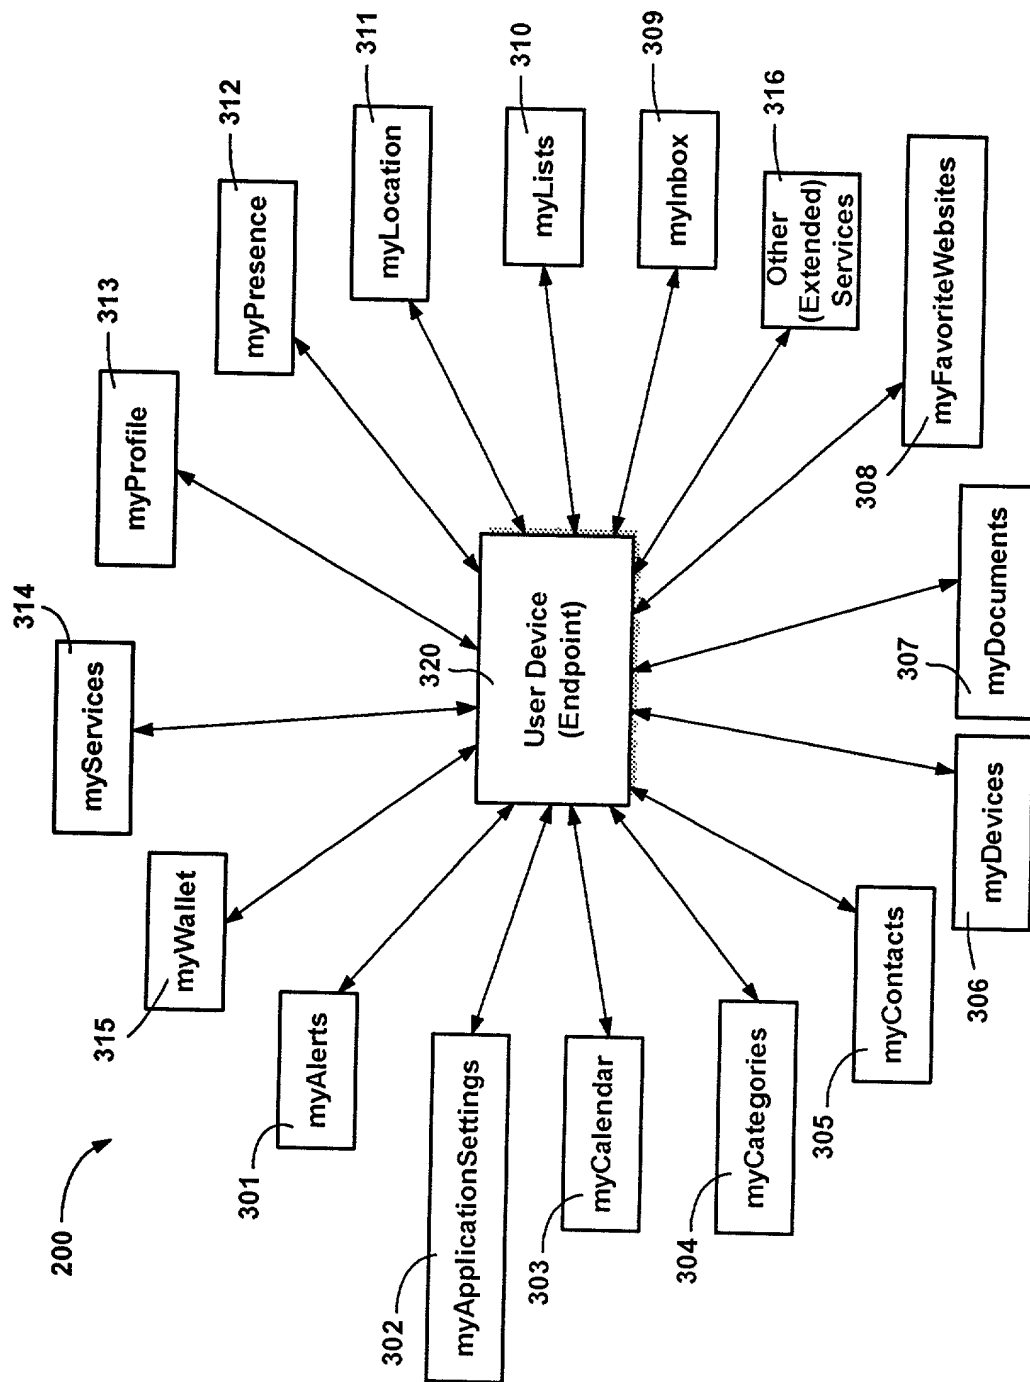 200
315
myWallet
314
myServices
313
myProfile
312
myPresence
311
myLocation
310
myLists
309
myInbox
316
Other
(Extended)
Services
308
myFavoriteWebsites
307
myDocuments
306
myDevices
305
myContacts
304
myCategories
303
myCalendar
302
myApplicationSettings
301
myAlerts
320
User Device
(Endpoint)